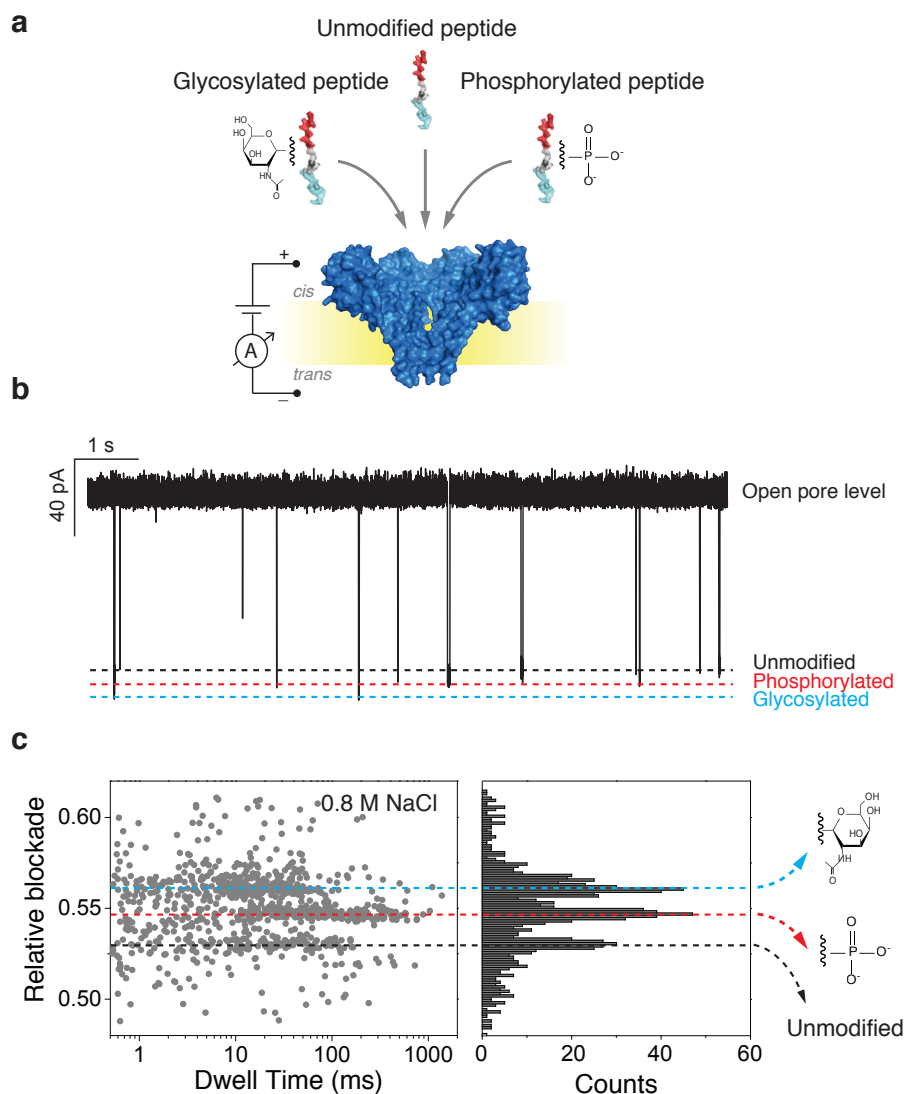 a
Unmodified peptide
Glycosylated peptide
Phosphorylated peptide
HO
HO
OH
O
HN
O
O
P
O-
O-
+
cis
A
trans
–
b
1 s
40 pA
Open pore level
Unmodified
Phosphorylated
Glycosylated
c
0.8 M NaCl
Relative blockade
0.60
0.55
0.50
1
10
100
1000
Dwell Time (ms)
0
20
40
60
Counts
O
OH
OH
HO
NH
O
O
P
O-
O-
Unmodified